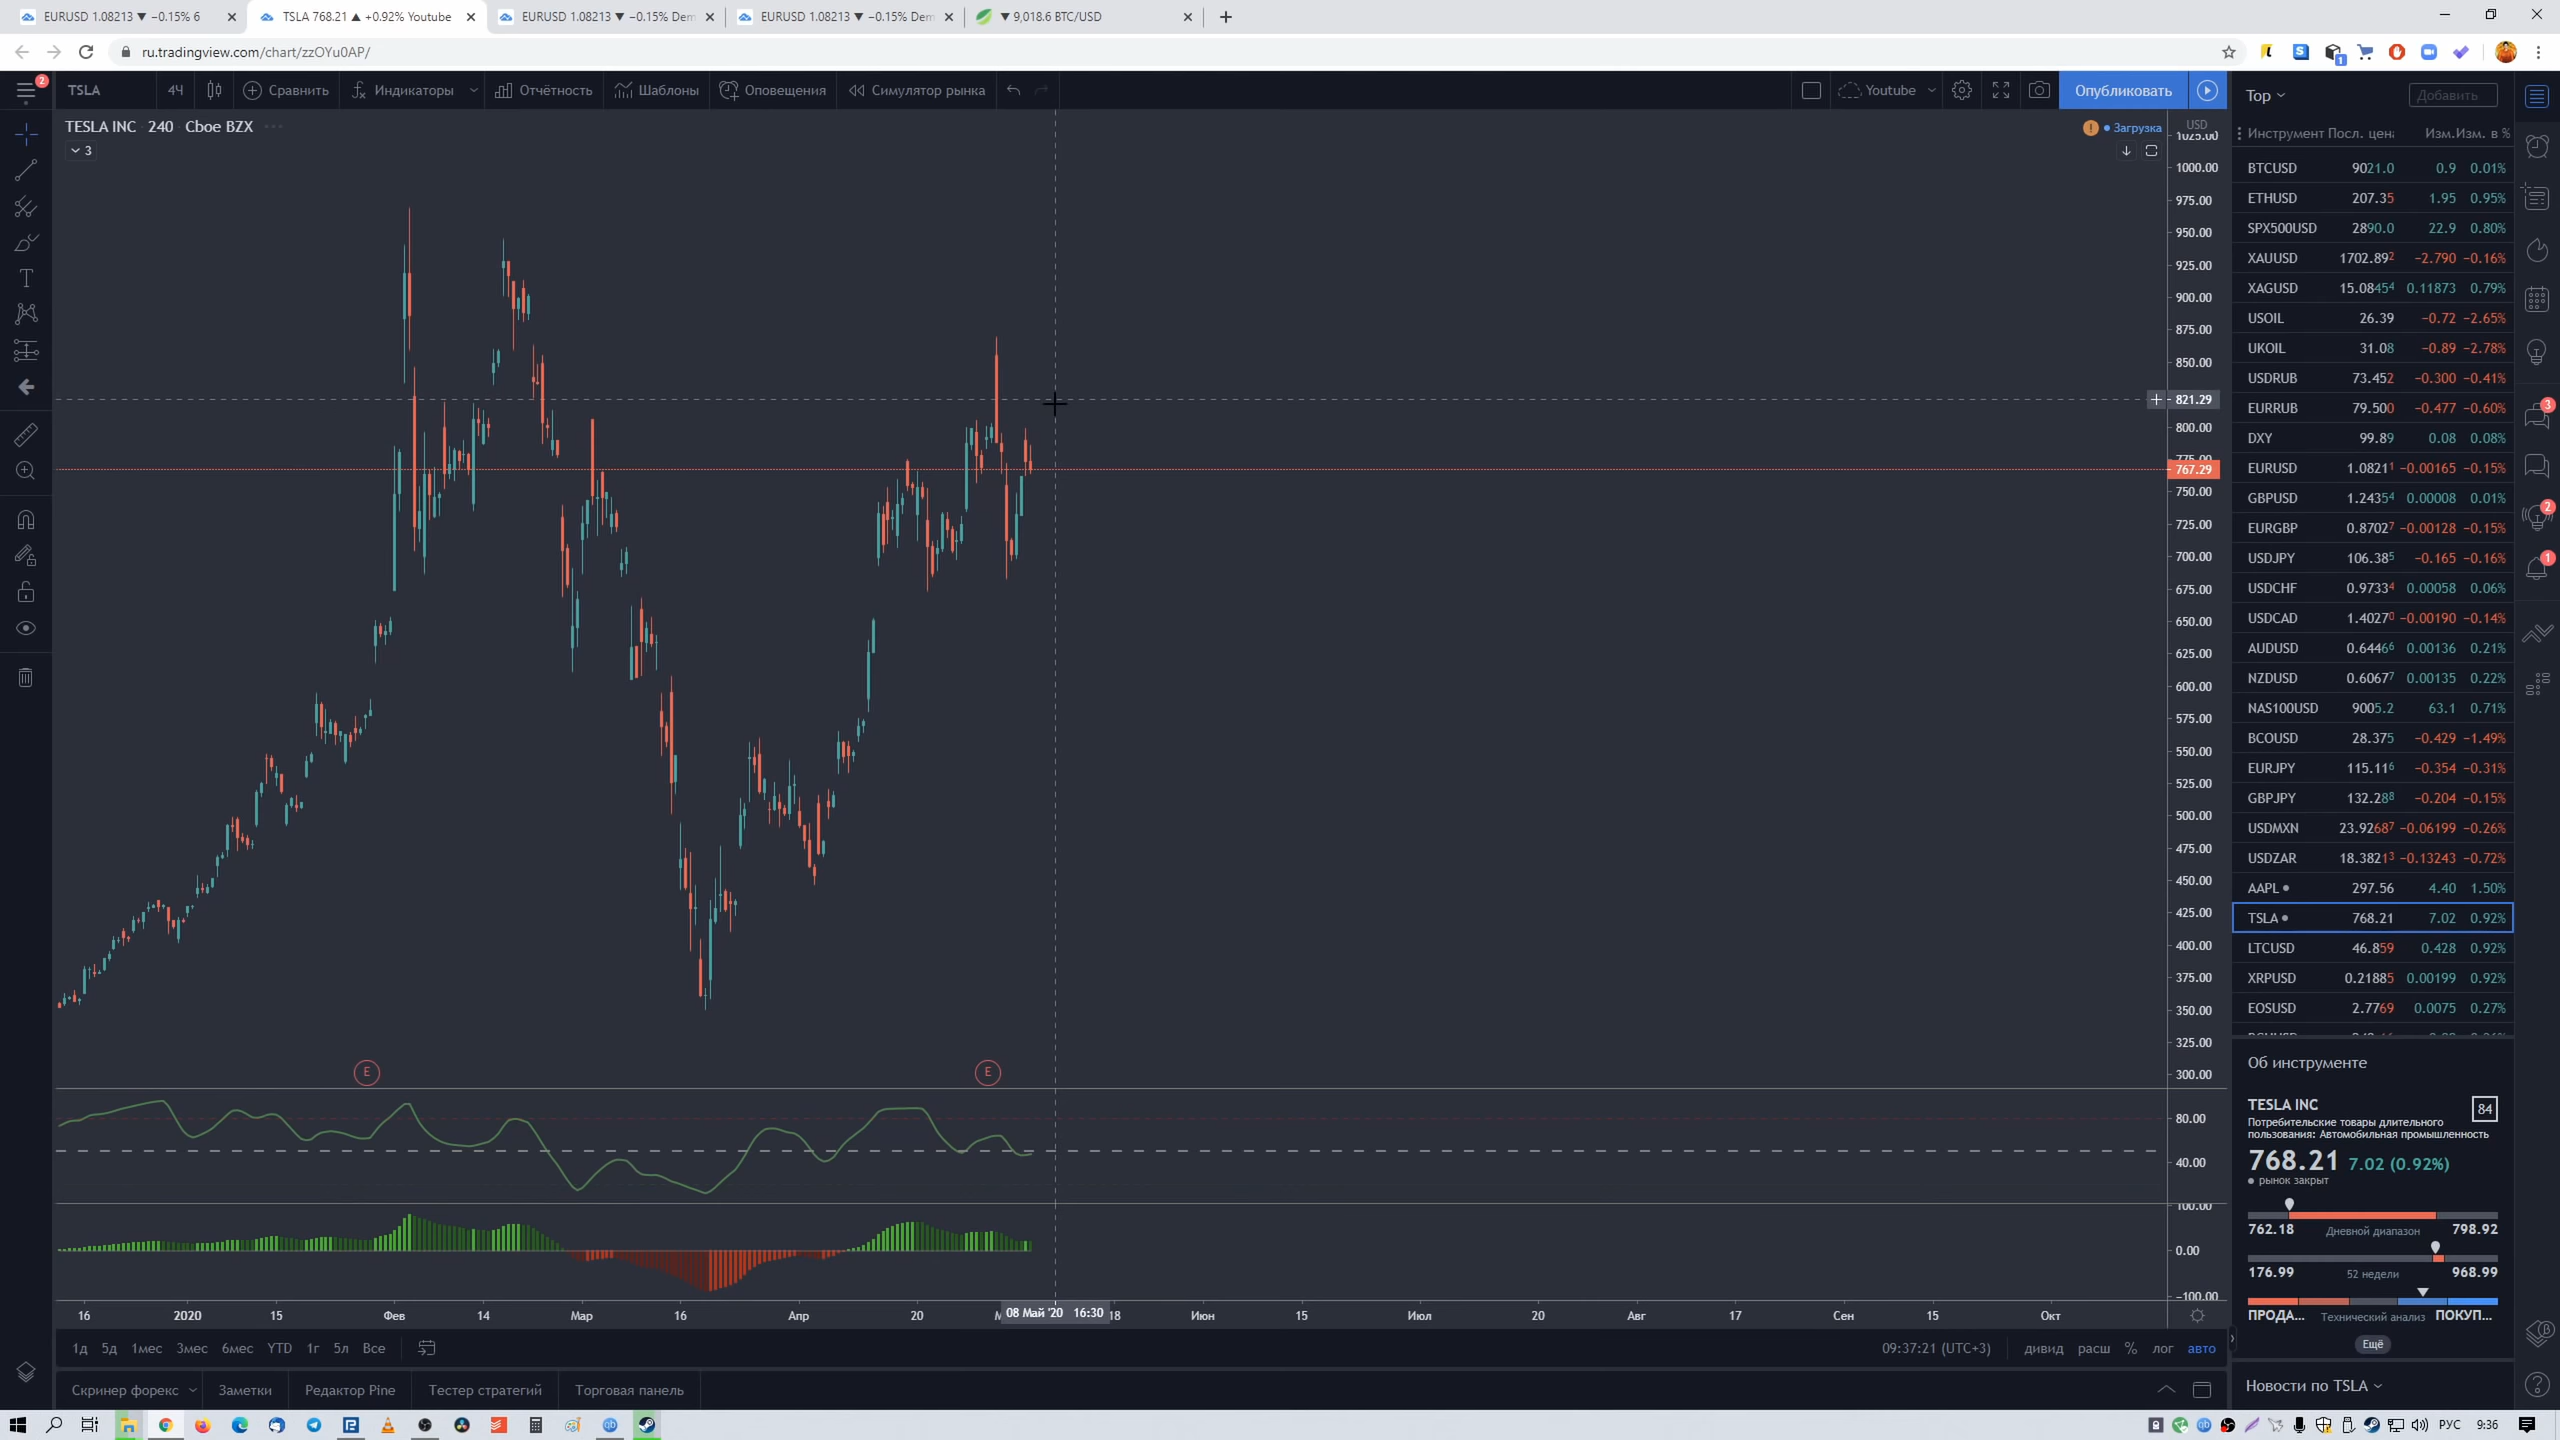 EURUSD 1.08213 ▼ −0.15% 6
TSLA 768.21 ▲ +0.92% Youtube
EURUSD 1.08213 ▼ −0.15% Dem
EURUSD 1.08213 ▼ −0.15% Dem
▼ 9,018.6 BTC/USD
ru.tradingview.com/chart/zzOYu0AP/
1
2
TSLA
4Ч
Сравнить
Индикаторы
Отчётность
Шаблоны
Оповещения
Симулятор рынка
Youtube
Опубликовать
Top
Добавить
TESLA INC 240 Cboe BZX
3
Загрузка
USD
1025.00
1000.00
975.00
950.00
925.00
900.00
875.00
850.00
821.29
800.00
775.00
767.29
750.00
725.00
700.00
675.00
650.00
625.00
600.00
575.00
550.00
525.00
500.00
475.00
450.00
425.00
400.00
375.00
350.00
325.00
300.00
E
E
80.00
40.00
100.00
0.00
−100.00
16 2020 15 Фев 14 Мар 16 Апр 20 08 Май '20 16:30 18 Июн 15 Июл 20 Авг 17 Сен 15 Окт
1д 5д 1мес 3мес 6мес YTD 1г 5л Все
09:37:21 (UTC+3) дивид расш % лог авто
Скринер форекс Заметки Редактор Pine Тестер стратегий Торговая панель
Инструмент Посл. цен Изм. Изм. в %
BTCUSD 9021.0 0.9 0.01%
ETHUSD 207.35 1.95 0.95%
SPX500USD 2890.0 22.9 0.80%
XAUUSD 1702.892 −2.790 −0.16%
XAGUSD 15.08454 0.11873 0.79%
USOIL 26.39 −0.72 −2.65%
UKOIL 31.08 −0.89 −2.78%
USDRUB 73.452 −0.300 −0.41%
EURRUB 79.500 −0.477 −0.60%
DXY 99.89 0.08 0.08%
EURUSD 1.08211 −0.00165 −0.15%
GBPUSD 1.24354 0.00008 0.01%
EURGBP 0.87027 −0.00128 −0.15%
USDJPY 106.385 −0.165 −0.16%
USDCHF 0.97334 0.00058 0.06%
USDCAD 1.40270 −0.00190 −0.14%
AUDUSD 0.64466 0.00136 0.21%
NZDUSD 0.60677 0.00135 0.22%
NAS100USD 9005.2 63.1 0.71%
BCOUSD 28.375 −0.429 −1.49%
EURJPY 115.116 −0.354 −0.31%
GBPJPY 132.288 −0.204 −0.15%
USDMXN 23.92687 −0.06199 −0.26%
USDZAR 18.38213 −0.13243 −0.72%
AAPL 297.56 4.40 1.50%
TSLA 768.21 7.02 0.92%
LTCUSD 46.859 0.428 0.92%
XRPUSD 0.21885 0.00199 0.92%
EOSUSD 2.7769 0.0075 0.27%
Об инструменте
TESLA INC 84
Потребительские товары длительного
пользования: Автомобильная промышленность
768.21 7.02 (0.92%)
рынок закрыт
762.18 Дневной диапазон 798.92
176.99 52 недели 968.99
ПРОДА... Технический анализ ПОКУП...
Ещё
Новости по TSLA
3
2
1
РУС 9:36